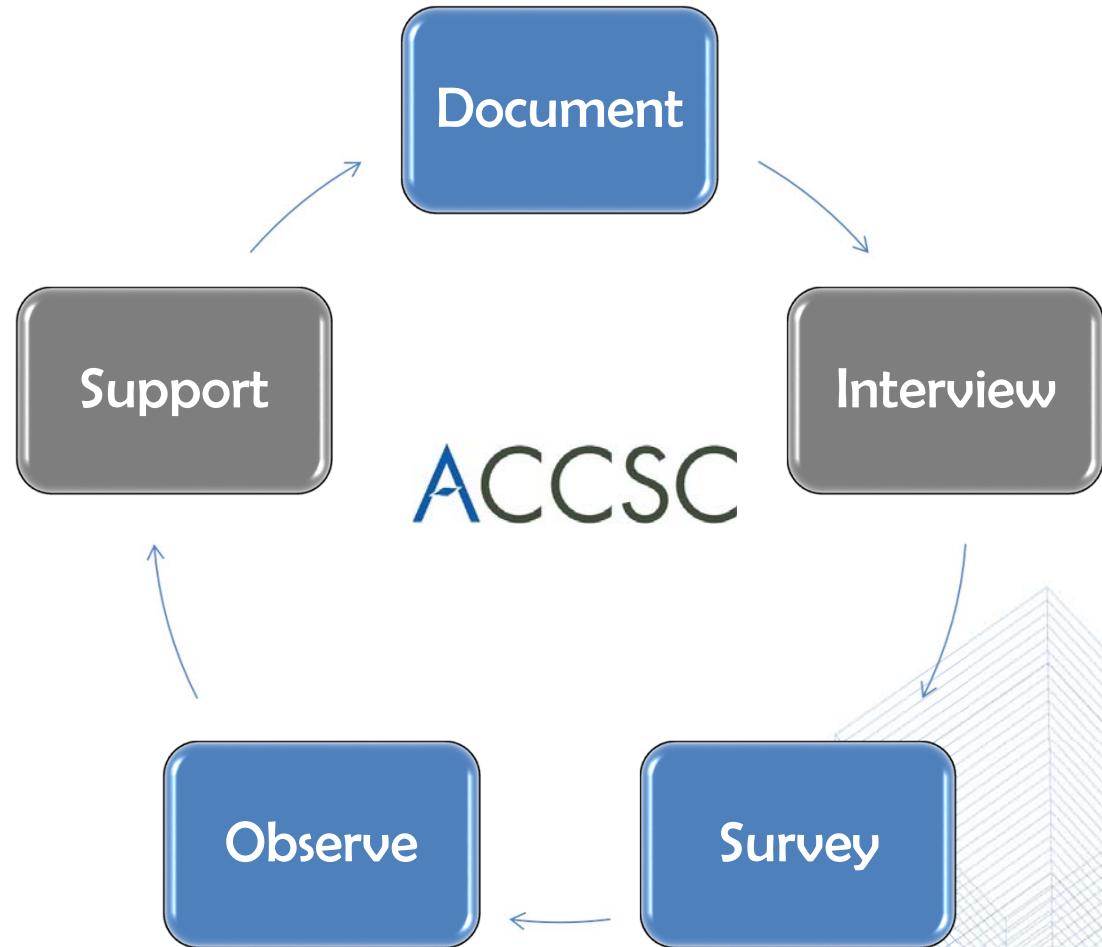 Document
Support
Interview
ACCSC
Observe
Survey